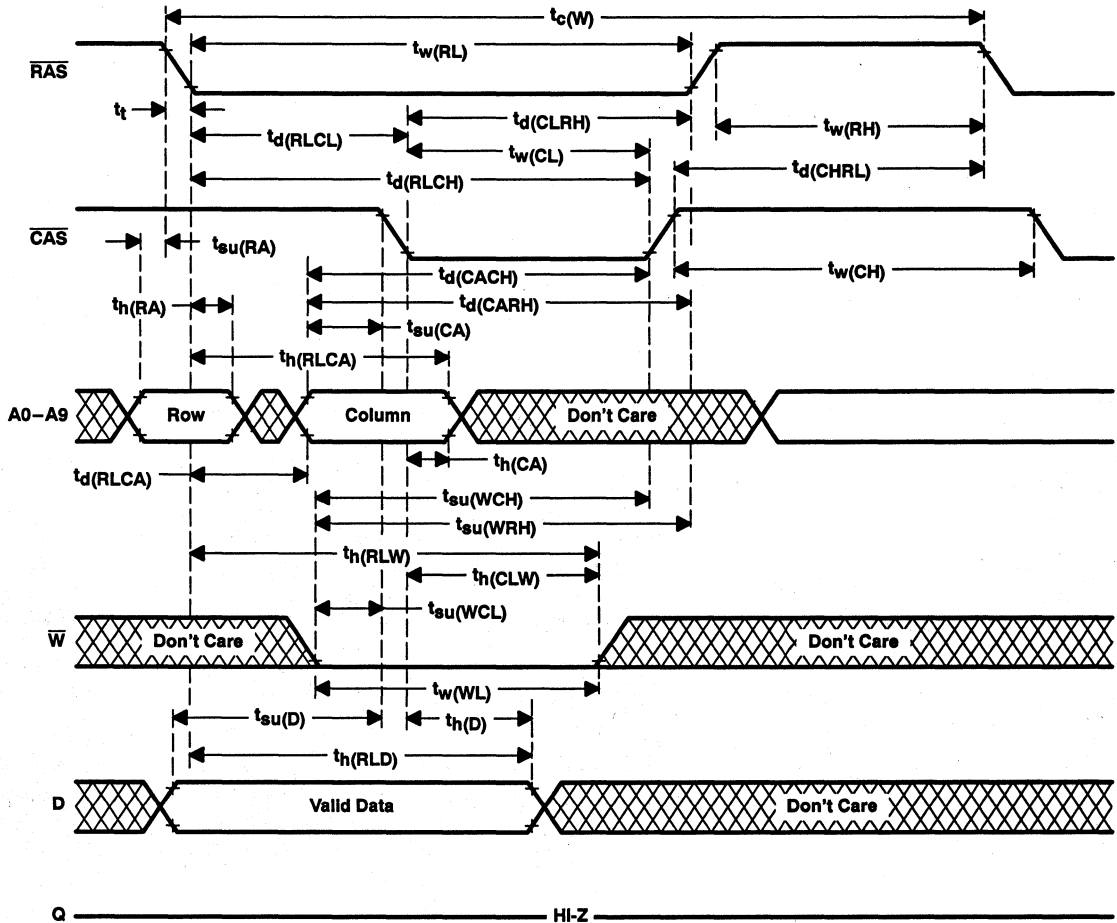 tc(W)
tw(RL)
RAS
tt
td(CLRH)
td(RLCL)
tw(RH)
tw(CL)
td(CHRL)
td(RLCH)
CAS
tsu(RA)
tw(CH)
td(CACH)
th(RA)
td(CARH)
tsu(CA)
th(RLCA)
A0–A9 Row Column Don't Care
th(CA)
td(RLCA)
tsu(WCH)
tsu(WRH)
th(RLW)
th(CLW)
tsu(WCL)
W Don't Care Don't Care
tw(WL)
tsu(D) th(D)
th(RLD)
D Valid Data Don't Care
Q HI-Z